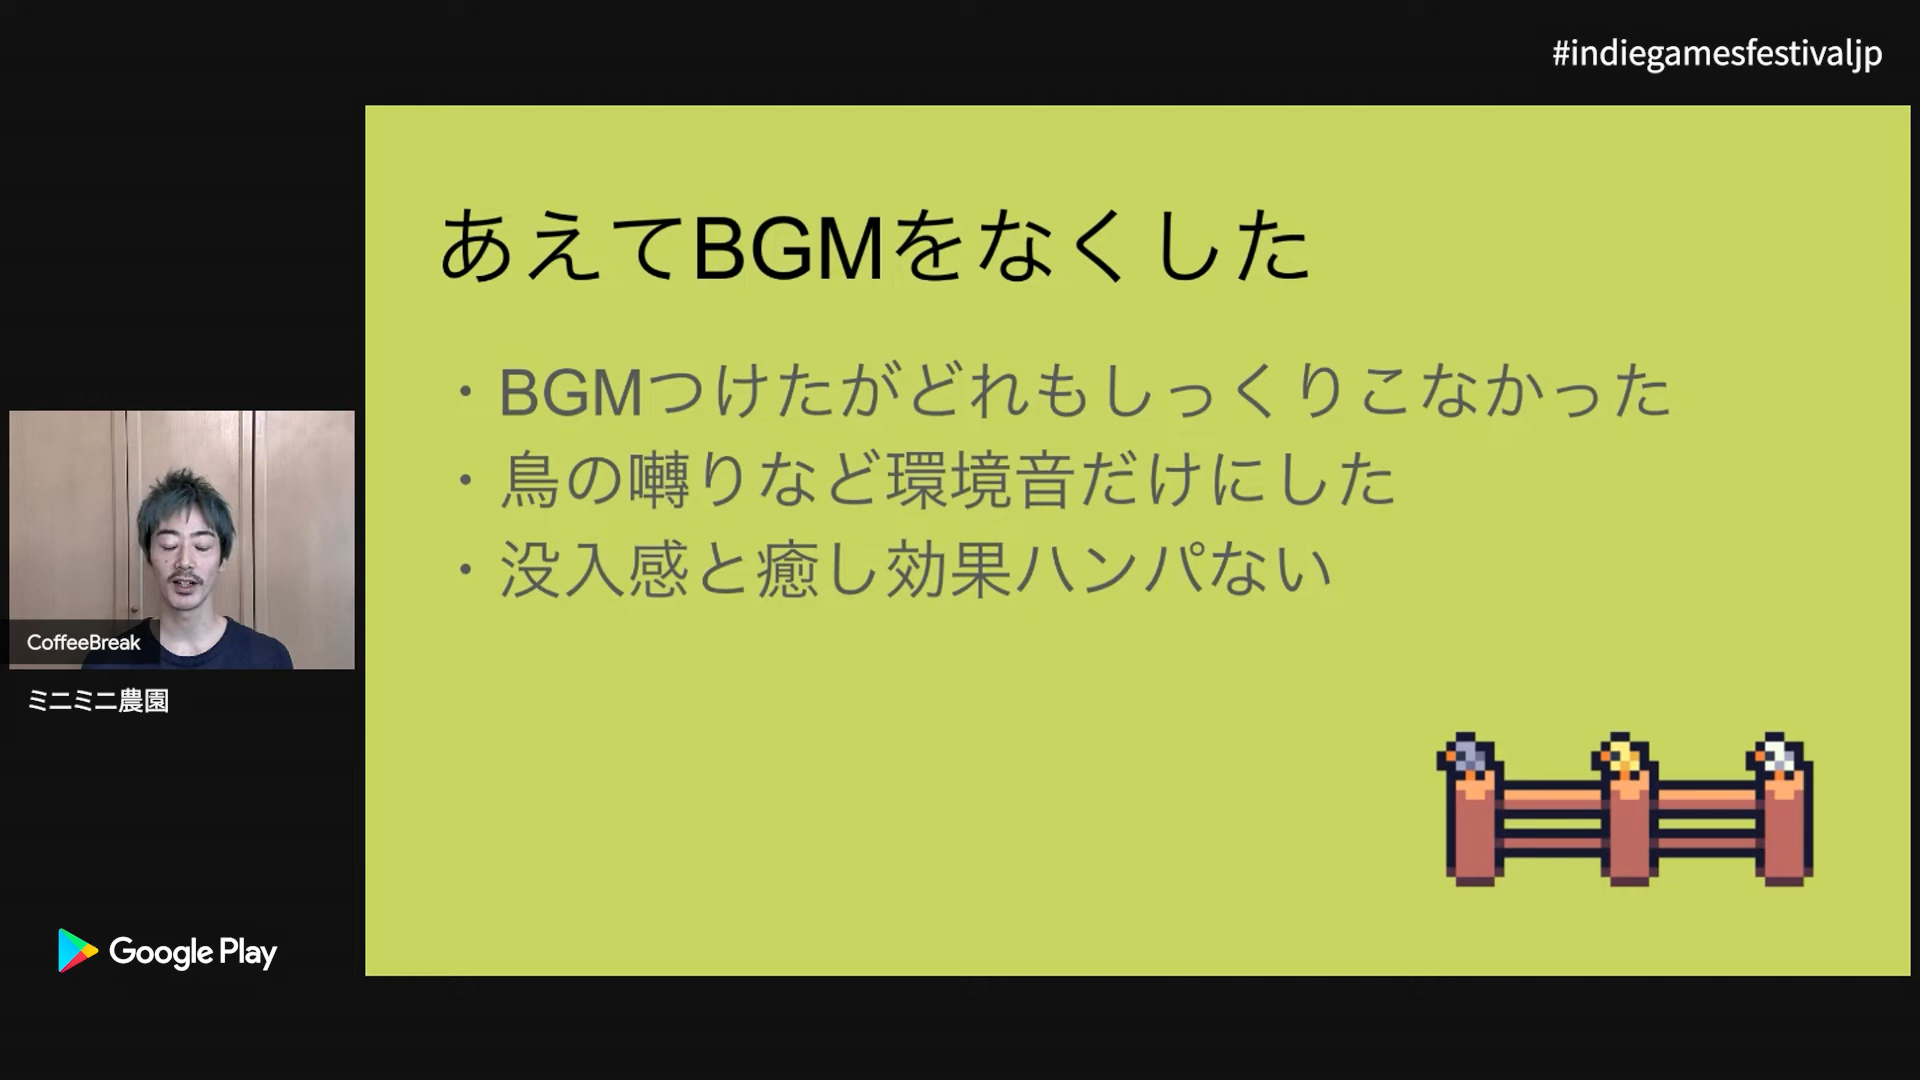 #indiegamesfestivaljp
あえてBGMをなくした
・BGMつけたがどれもしっくりこなかった
・鳥の囀りなど環境音だけにした
・没入感と癒し効果ハンパない
CoffeeBreak
ミニミニ農園
Google Play